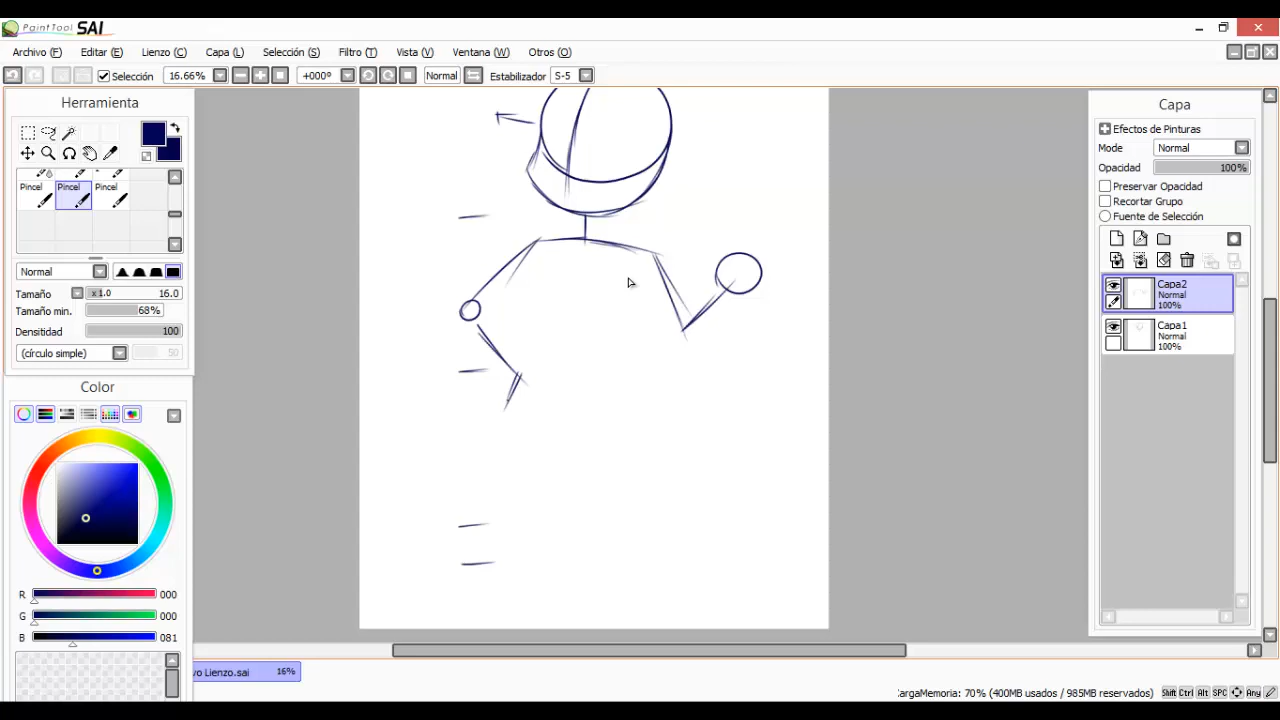 PaintTool SAI
Archivo (F) Editar (E) Lienzo (C) Capa (L) Selección (S) Filtro (T) Vista (V) Ventana (W) Otros (O)
Selección 16.66% +000º Normal Estabilizador S-5
Herramienta
Pincel Pincel Pincel
Normal
Tamaño x 1.0 16.0
Tamaño min. 68%
Densidad 100
(círculo simple) 50
Color
R 000
G 000
B 081
Capa
Efectos de Pinturas
Mode Normal
Opacidad 100%
Preservar Opacidad
Recortar Grupo
Fuente de Selección
Capa2
Normal
100%
Capa1
Normal
100%
vo Lienzo.sai 16%
CargaMemoria: 70% (400MB usados / 985MB reservados) Shift Ctrl Alt SPC Any